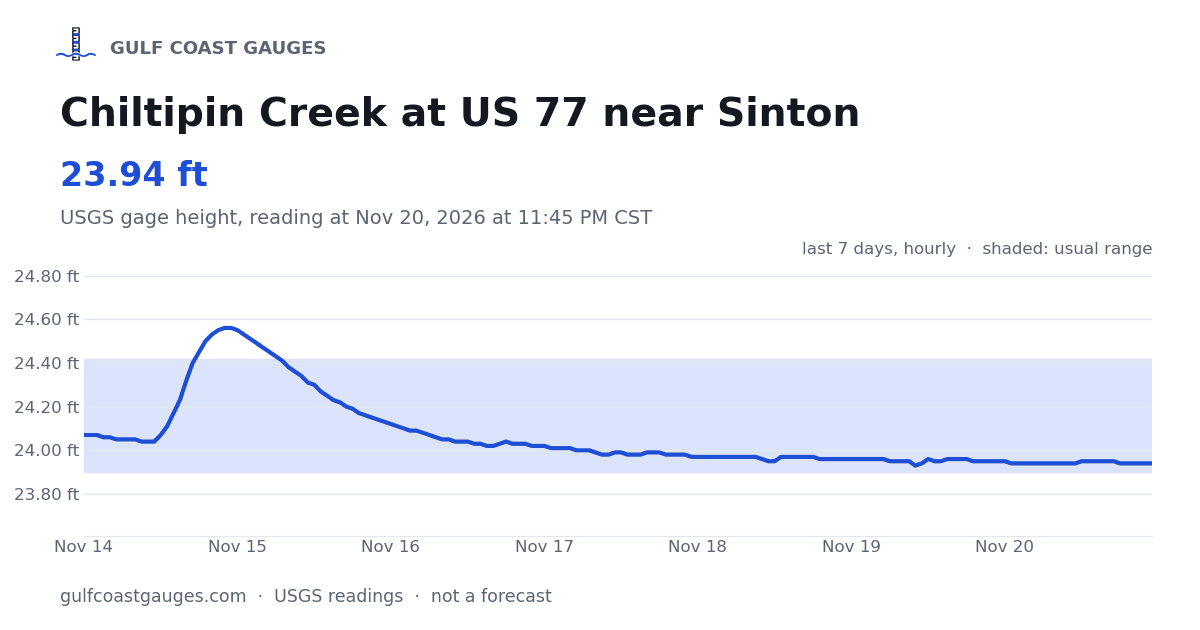 GULF COAST GAUGES
Chiltipin Creek at US 77 near Sinton
23.94 ft
USGS gage height, reading at Nov 20, 2026 at 11:45 PM CST
last 7 days, hourly · shaded: usual range
24.80 ft
24.60 ft
24.40 ft
24.20 ft
24.00 ft
23.80 ft
Nov 14 Nov 15 Nov 16 Nov 17 Nov 18 Nov 19 Nov 20
gulfcoastgauges.com · USGS readings · not a forecast